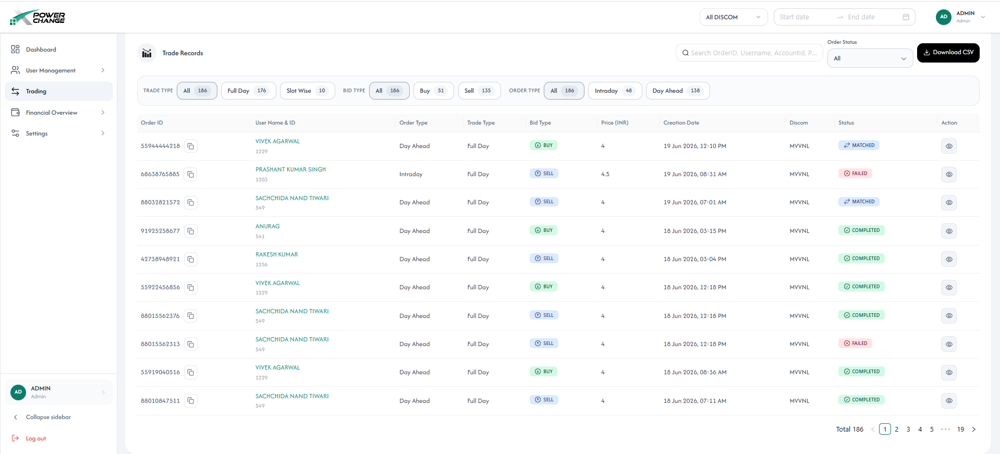 POWER
CHANGE
All DISCOM
Start date
End date
AD
ADMIN
Admin
Dashboard
User Management
Trading
Financial Overview
Settings
Trade Records
Search OrderID, Username, AccountId, P...
Order Status
All
Download CSV
TRADE TYPE All 186 Full Day 176 Slot Wise 10 BID TYPE All 186 Buy 51 Sell 135 ORDER TYPE All 186 Intraday 48 Day Ahead 138
Order ID User Name & ID Order Type Trade Type Bid Type Price (INR) Creation Date Discom Status Action
55944444218 VIVEK AGARWAL Day Ahead Full Day BUY 4 19 Jun 2026, 12:10 PM MVVNL MATCHED
1229
68638765885 PRASHANT KUMAR SINGH Intraday Full Day SELL 4.5 19 Jun 2026, 08:31 AM MVVNL FAILED
1203
88032821572 SACHCHIDA NAND TIWARI Day Ahead Full Day SELL 4 19 Jun 2026, 07:01 AM MVVNL MATCHED
549
91925258677 ANURAG Day Ahead Full Day BUY 4 18 Jun 2026, 03:15 PM MVVNL COMPLETED
541
42738948921 RAKESH KUMAR Day Ahead Full Day SELL 4 18 Jun 2026, 03:04 PM MVVNL COMPLETED
1256
55922456856 VIVEK AGARWAL Day Ahead Full Day BUY 4 18 Jun 2026, 12:18 PM MVVNL COMPLETED
1229
88015562376 SACHCHIDA NAND TIWARI Day Ahead Full Day SELL 4 18 Jun 2026, 12:18 PM MVVNL COMPLETED
549
88015562313 SACHCHIDA NAND TIWARI Day Ahead Full Day SELL 4 18 Jun 2026, 12:18 PM MVVNL FAILED
549
55919040516 VIVEK AGARWAL Day Ahead Full Day BUY 4 18 Jun 2026, 08:36 AM MVVNL COMPLETED
1229
88010847511 SACHCHIDA NAND TIWARI Day Ahead Full Day SELL 4 18 Jun 2026, 07:11 AM MVVNL COMPLETED
549
Total 186 1 2 3 4 5 ••• 19
AD
ADMIN
Admin
Collapse sidebar
Log out